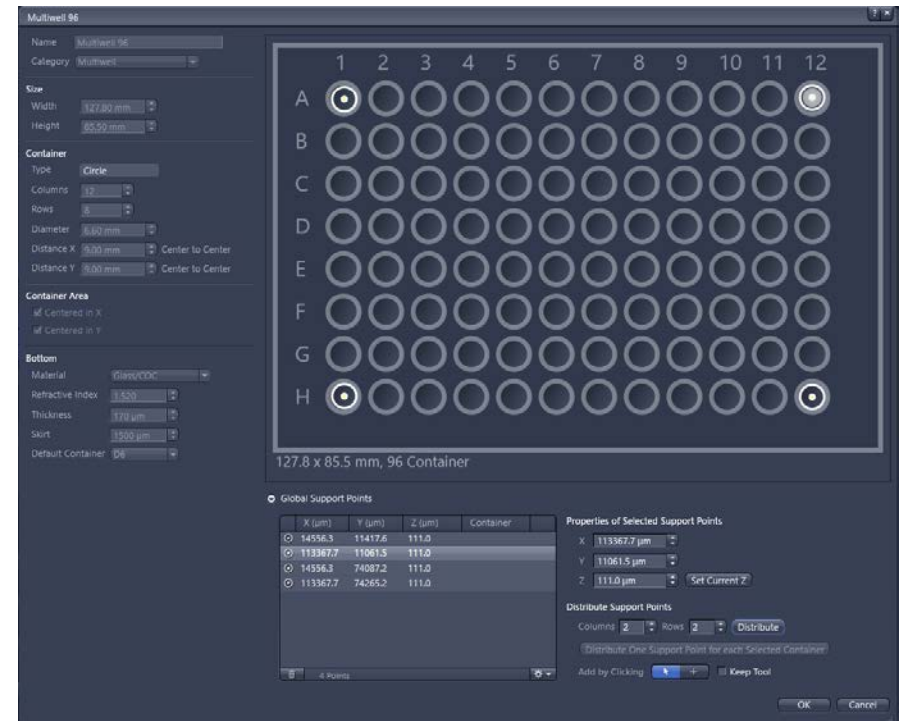 Multiwell 96
Name Multiwell 96
Category Multiwell
Size
Width 127.80 mm
Height 85.50 mm
Container
Type Circle
Columns 12
Rows 8
Diameter 6.60 mm
Distance X 9.00 mm Center to Center
Distance Y 9.00 mm Center to Center
Container Area
Centered in X
Centered in Y
Bottom
Material Glass/COC
Refractive Index 1.520
Thickness 170 µm
Skirt 1500 µm
Default Container D6
1 2 3 4 5 6 7 8 9 10 11 12
A
B
C
D
E
F
G
H
127.8 x 85.5 mm, 96 Container
Global Support Points
X (µm) Y (µm) Z (µm) Container
14556.3 11417.6 111.0
113367.7 11061.5 111.0
14556.3 74087.2 111.0
113367.7 74265.2 111.0
4 Points
Properties of Selected Support Points
X 113367.7 µm
Y 11061.5 µm
Z 111.0 µm Set Current Z
Distribute Support Points
Columns 2 Rows 2 Distribute
Distribute One Support Point for each Selected Container
Add by Clicking Keep Tool
OK Cancel